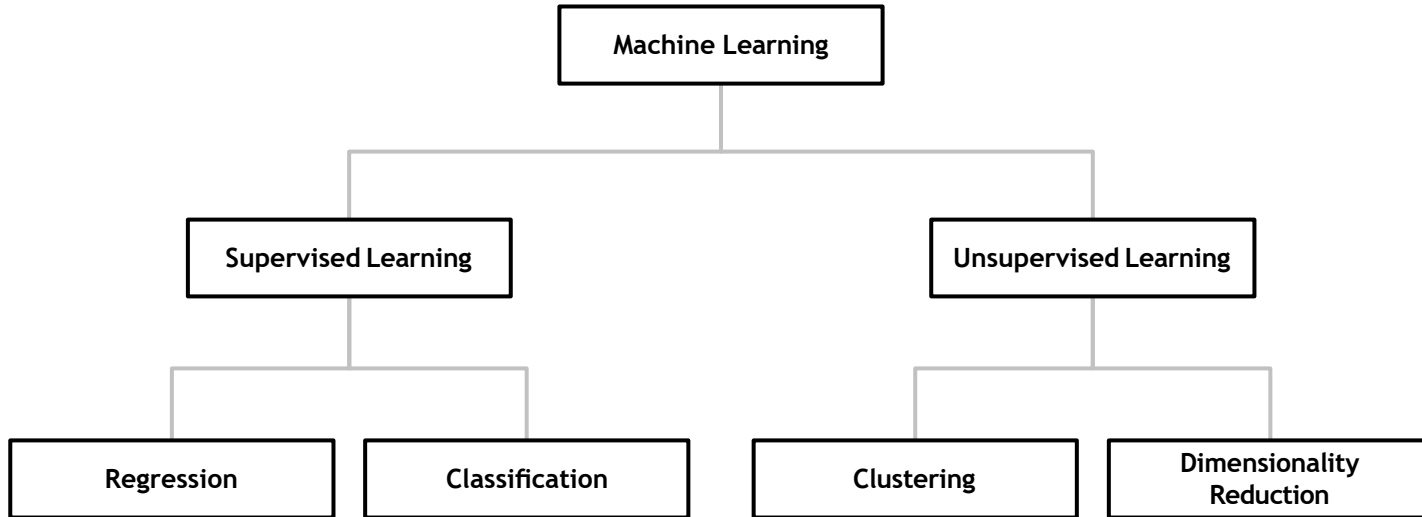 Machine Learning
Supervised Learning
Unsupervised Learning
Regression
Classification
Clustering
Dimensionality
Reduction